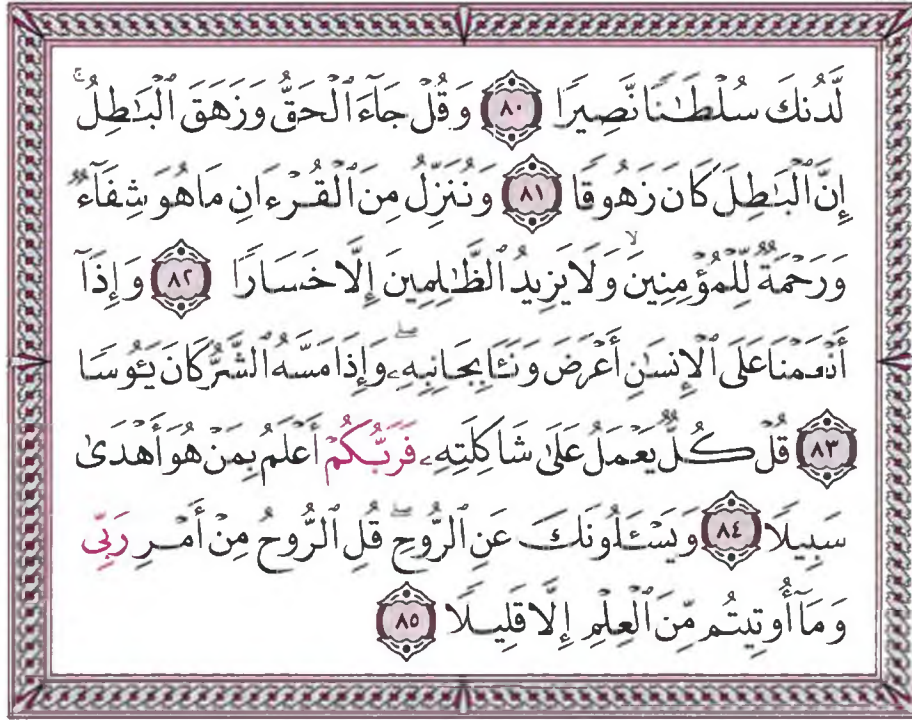 لَّدُنكَ سُلْطَـٰنًا نَّصِيرًا ٨٠ وَقُلْ جَآءَ ٱلْحَقُّ وَزَهَقَ ٱلْبَـٰطِلُ ۚ
إِنَّ ٱلْبَـٰطِلَ كَانَ زَهُوقًا ٨١ وَنُنَزِّلُ مِنَ ٱلْقُرْءَانِ مَا هُوَ شِفَآءٌ
وَرَحْمَةٌ لِّلْمُؤْمِنِينَ ۙ وَلَا يَزِيدُ ٱلظَّـٰلِمِينَ إِلَّا خَسَارًا ٨٢ وَإِذَآ
أَنْعَمْنَا عَلَى ٱلْإِنسَـٰنِ أَعْرَضَ وَنَـَٔا بِجَانِبِهِۦ ۖ وَإِذَا مَسَّهُ ٱلشَّرُّ كَانَ يَـُٔوسًا
٨٣ قُلْ كُلٌّ يَعْمَلُ عَلَىٰ شَاكِلَتِهِۦ فَرَبُّكُمْ أَعْلَمُ بِمَنْ هُوَ أَهْدَىٰ
سَبِيلًا ٨٤ وَيَسْـَٔلُونَكَ عَنِ ٱلرُّوحِ ۖ قُلِ ٱلرُّوحُ مِنْ أَمْرِ رَبِّى
وَمَآ أُوتِيتُم مِّنَ ٱلْعِلْمِ إِلَّا قَلِيلًا ٨٥